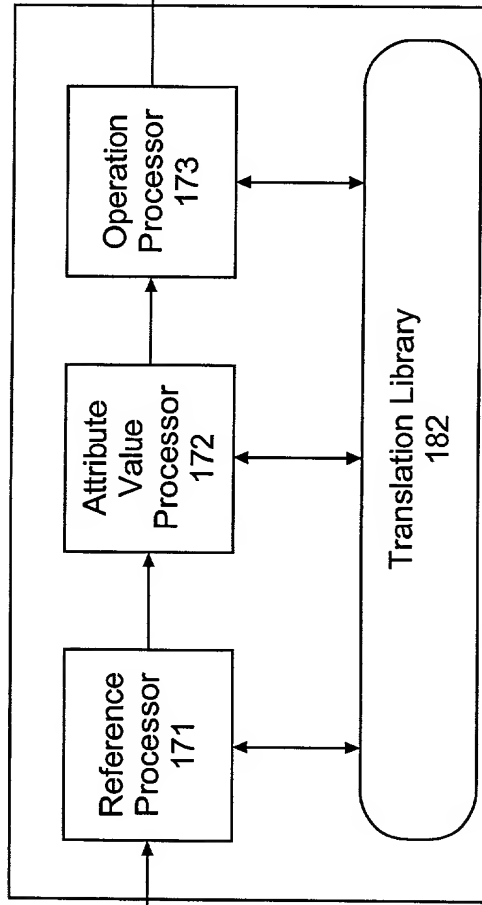 Reference
Processor
171
Attribute
Value
Processor
172
Operation
Processor
173
Translation Library
182